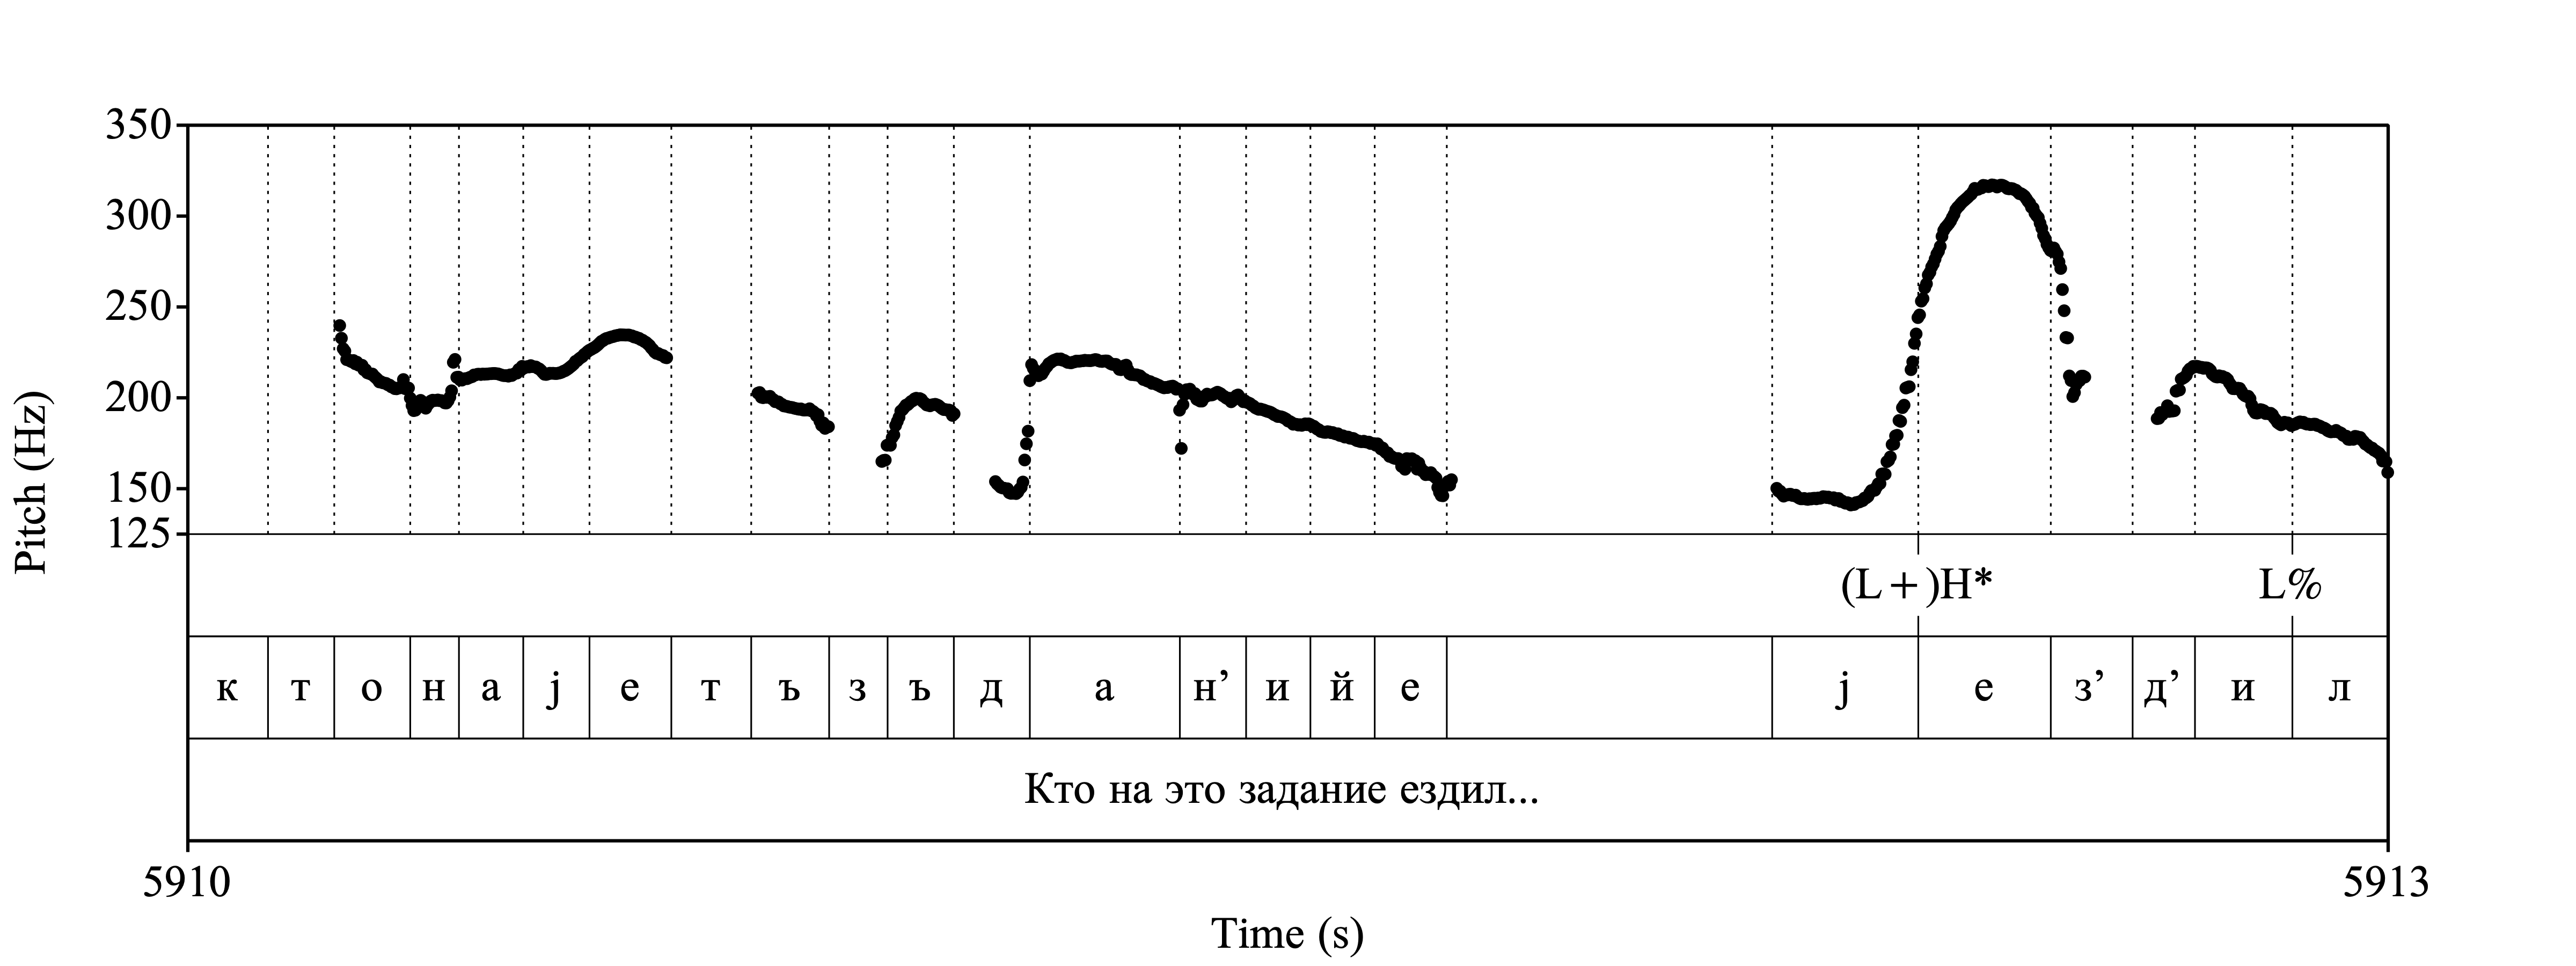 350
300
250
200
150
125
Pitch (Hz)
(L+)H* L%
к т о н а j е т ъ з ъ д а н’ и й е j е з’ д’ и л
Кто на это задание ездил...
5910 5913
Time (s)